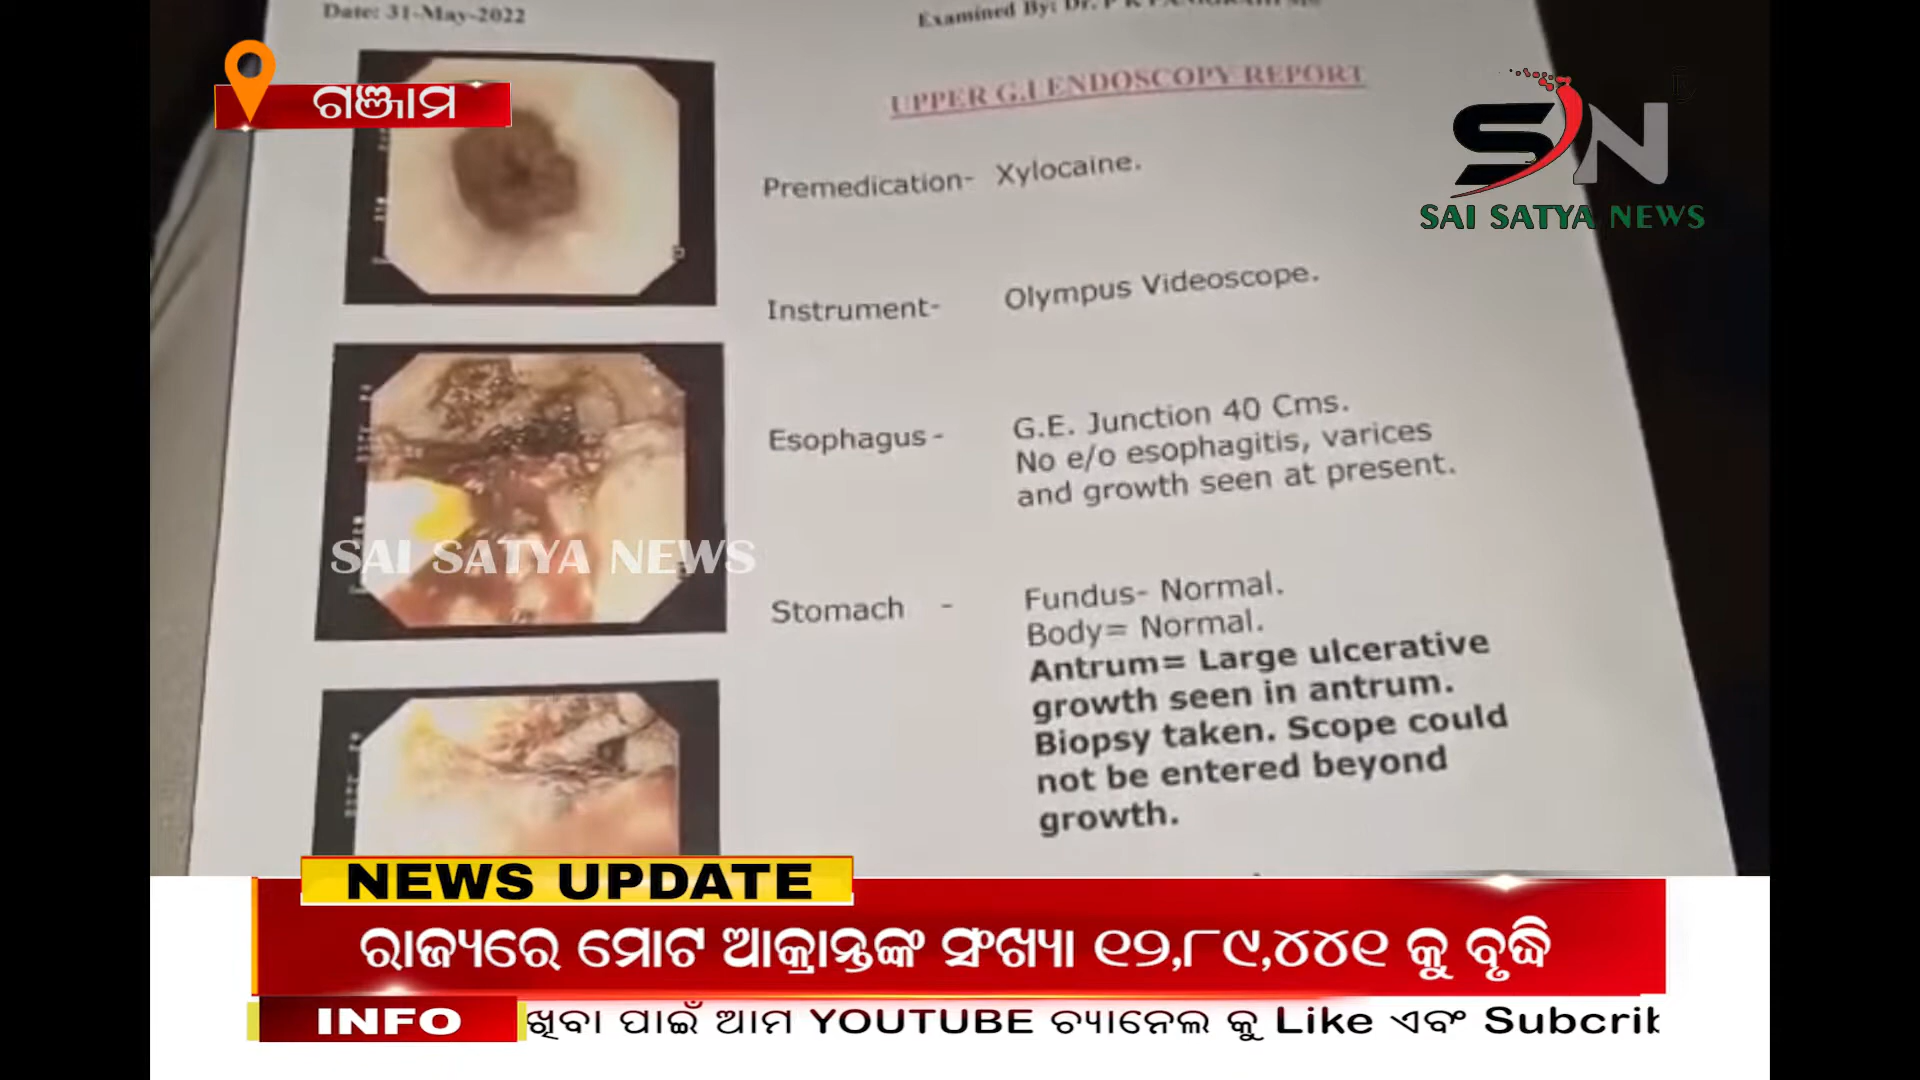 Date: 31-May-2022
Examined By: Dr. P K
UPPER G.I ENDOSCOPY REPORT
ଗଞ୍ଜାମ
SN
SAI SATYA NEWS
Premedication- Xylocaine.
Instrument- Olympus Videoscope.
Esophagus- G.E. Junction 40 Cms.
No e/o esophagitis, varices
and growth seen at present.
SAI SATYA NEWS
Stomach - Fundus- Normal.
Body= Normal.
Antrum= Large ulcerative
growth seen in antrum.
Biopsy taken. Scope could
not be entered beyond
growth.
NEWS UPDATE
ରାଜ୍ୟରେ ମୋଟ ଆକ୍ରାନ୍ତଙ୍କ ସଂଖ୍ୟା ୧୨,୮୯,୪୪୧ କୁ ବୃଦ୍ଧି
INFO ଖିବା ପାଇଁ ଆମ YOUTUBE ଚ୍ୟାନେଲ କୁ Like ଏବଂ Subcrib